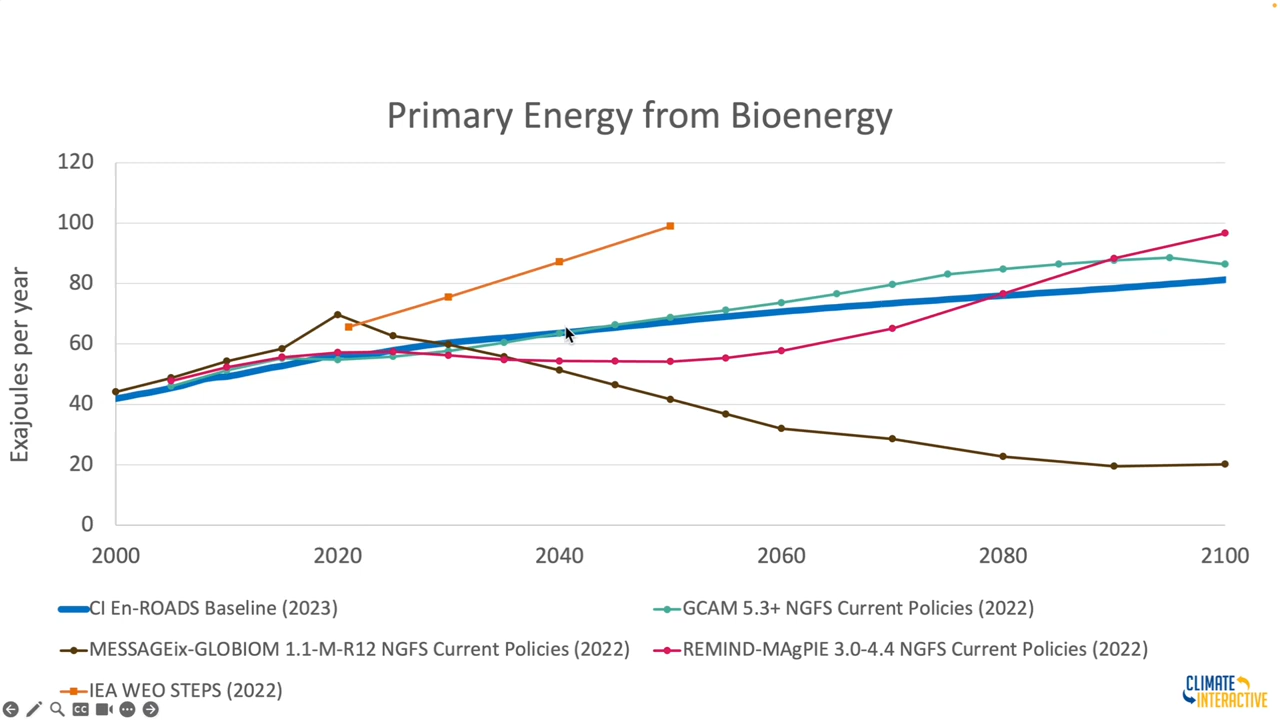 Primary Energy from Bioenergy
Exajoules per year
120
100
80
60
40
20
0
2000 2020 2040 2060 2080 2100
CI En-ROADS Baseline (2023)
GCAM 5.3+ NGFS Current Policies (2022)
MESSAGEix-GLOBIOM 1.1-M-R12 NGFS Current Policies (2022)
REMIND-MAgPIE 3.0-4.4 NGFS Current Policies (2022)
IEA WEO STEPS (2022)
CC
CLIMATE
INTERACTIVE